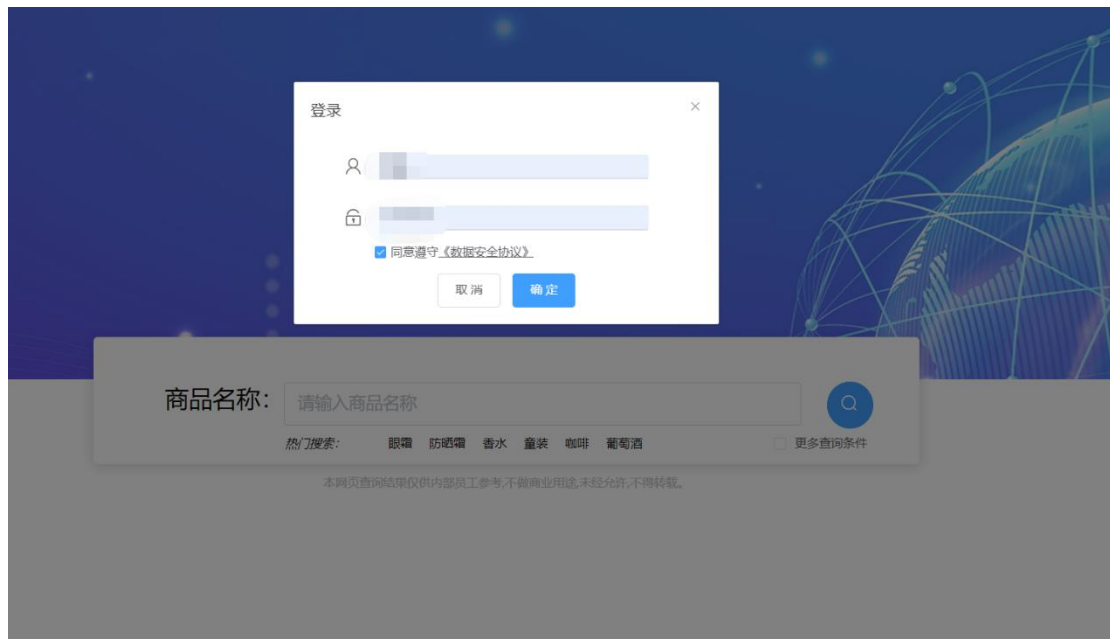 登录
同意遵守《数据安全协议》
取消 确定
商品名称: 请输入商品名称
热门搜索: 眼霜 防晒霜 香水 童装 咖啡 葡萄酒 更多查询条件
本网页查询结果仅供内部员工参考,不做商业用途,未经允许,不得转载。